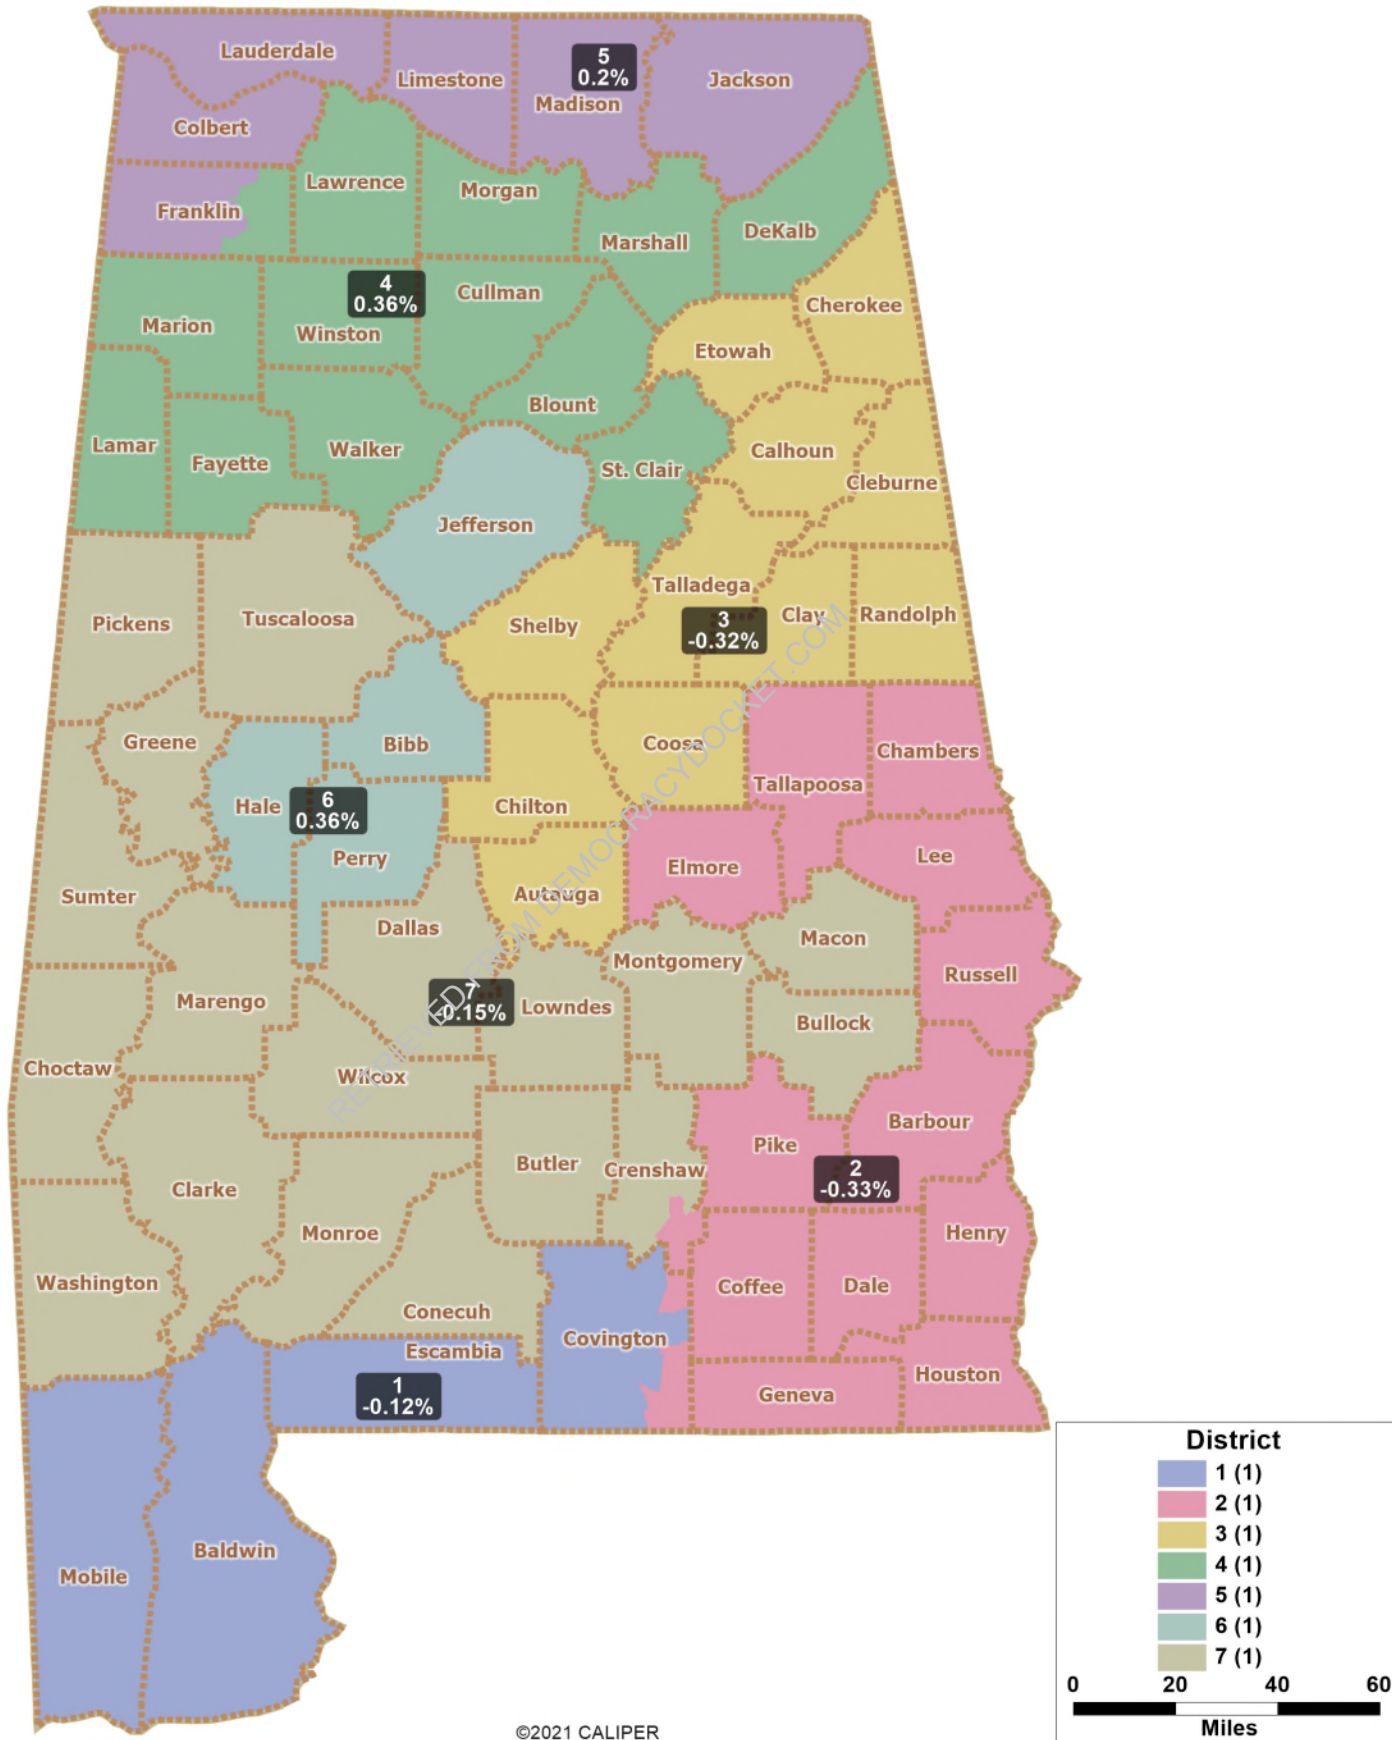 Lauderdale
Limestone
5
0.2%
Madison
Jackson
Colbert
Lawrence
Morgan
Franklin
Marshall
DeKalb
4
0.36%
Cullman
Cherokee
Marion
Winston
Etowah
Blount
Lamar
Walker
Fayette
St. Clair
Calhoun
Cleburne
Jefferson
Talladega
Pickens
Tuscaloosa
Shelby
3
-0.32%
Clay
Randolph
Greene
Bibb
Coosa
Chambers
Tallapoosa
Hale
6
0.36%
Chilton
Perry
Elmore
Lee
Sumter
Autauga
Dallas
Macon
Montgomery
Russell
Marengo
7
-0.15%
Lowndes
Bullock
Choctaw
Wilcox
RETRIEVED FROM DEMOCRACYDOCKET.COM
Barbour
Pike
Butler
Crenshaw
2
-0.33%
Clarke
Monroe
Henry
Washington
Coffee
Dale
Conecuh
Covington
Escambia
1
-0.12%
Houston
Geneva
Baldwin
Mobile
District
1 (1)
2 (1)
3 (1)
4 (1)
5 (1)
6 (1)
7 (1)
0 20 40 60
Miles
©2021 CALIPER